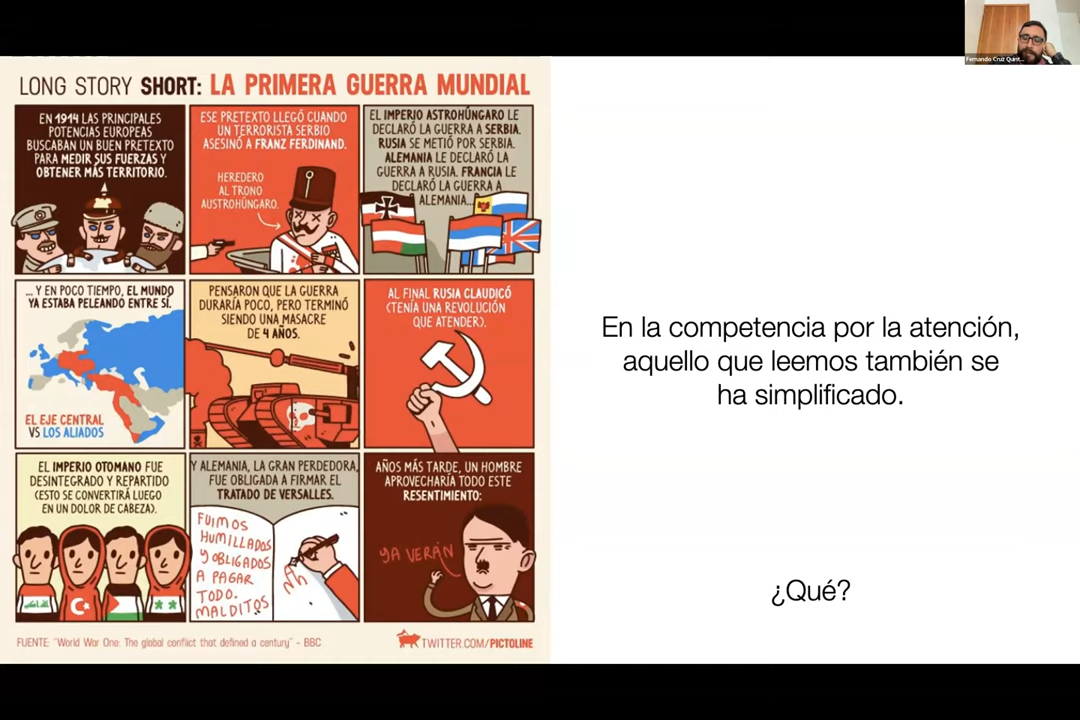 Fernando Cruz Quint...
LONG STORY SHORT: LA PRIMERA GUERRA MUNDIAL
EN 1914 LAS PRINCIPALES
POTENCIAS EUROPEAS
BUSCABAN UN BUEN PRETEXTO
PARA MEDIR SUS FUERZAS Y
OBTENER MÁS TERRITORIO.
ESE PRETEXTO LLEGÓ CUANDO
UN TERRORISTA SERBIO
ASESINÓ A FRANZ FERDINAND.
HEREDERO
AL TRONO
AUSTROHÚNGARO.
EL IMPERIO ASTROHÚNGARO LE
DECLARÓ LA GUERRA A SERBIA.
RUSIA SE METIÓ POR SERBIA.
ALEMANIA LE DECLARÓ LA
GUERRA A RUSIA. FRANCIA LE
DECLARÓ LA GUERRA A
ALEMANIA...
... Y EN POCO TIEMPO, EL MUNDO
YA ESTABA PELEANDO ENTRE SÍ.
EL EJE CENTRAL
VS LOS ALIADOS
PENSARON QUE LA GUERRA
DURARÍA POCO, PERO TERMINÓ
SIENDO UNA MASACRE
DE 4 AÑOS.
AL FINAL RUSIA CLAUDICÓ
(TENÍA UNA REVOLUCIÓN
QUE ATENDER).
EL IMPERIO OTOMANO FUE
DESINTEGRADO Y REPARTIDO
(ESTO SE CONVERTIRÁ LUEGO
EN UN DOLOR DE CABEZA).
Y ALEMANIA, LA GRAN PERDEDORA,
FUE OBLIGADA A FIRMAR EL
TRATADO DE VERSALLES.
FUIMOS
HUMILLADOS
Y OBLIGADOS
A PAGAR
TODO.
MALDITOS
AÑOS MÁS TARDE, UN HOMBRE
APROVECHARÍA TODO ESTE
RESENTIMIENTO:
YA VERÁN
FUENTE: "World War One: The global conflict that defined a century" - BBC
TWITTER.COM/PICTOLINE
En la competencia por la atención,
aquello que leemos también se
ha simplificado.
¿Qué?